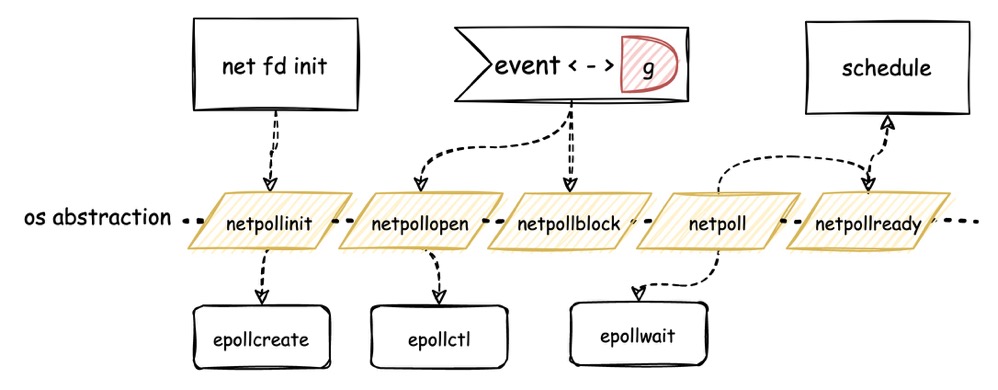 net fd init
event < - > g
schedule
os abstraction
netpollinit
netpollopen
netpollblock
netpoll
netpollready
epollcreate
epollctl
epollwait